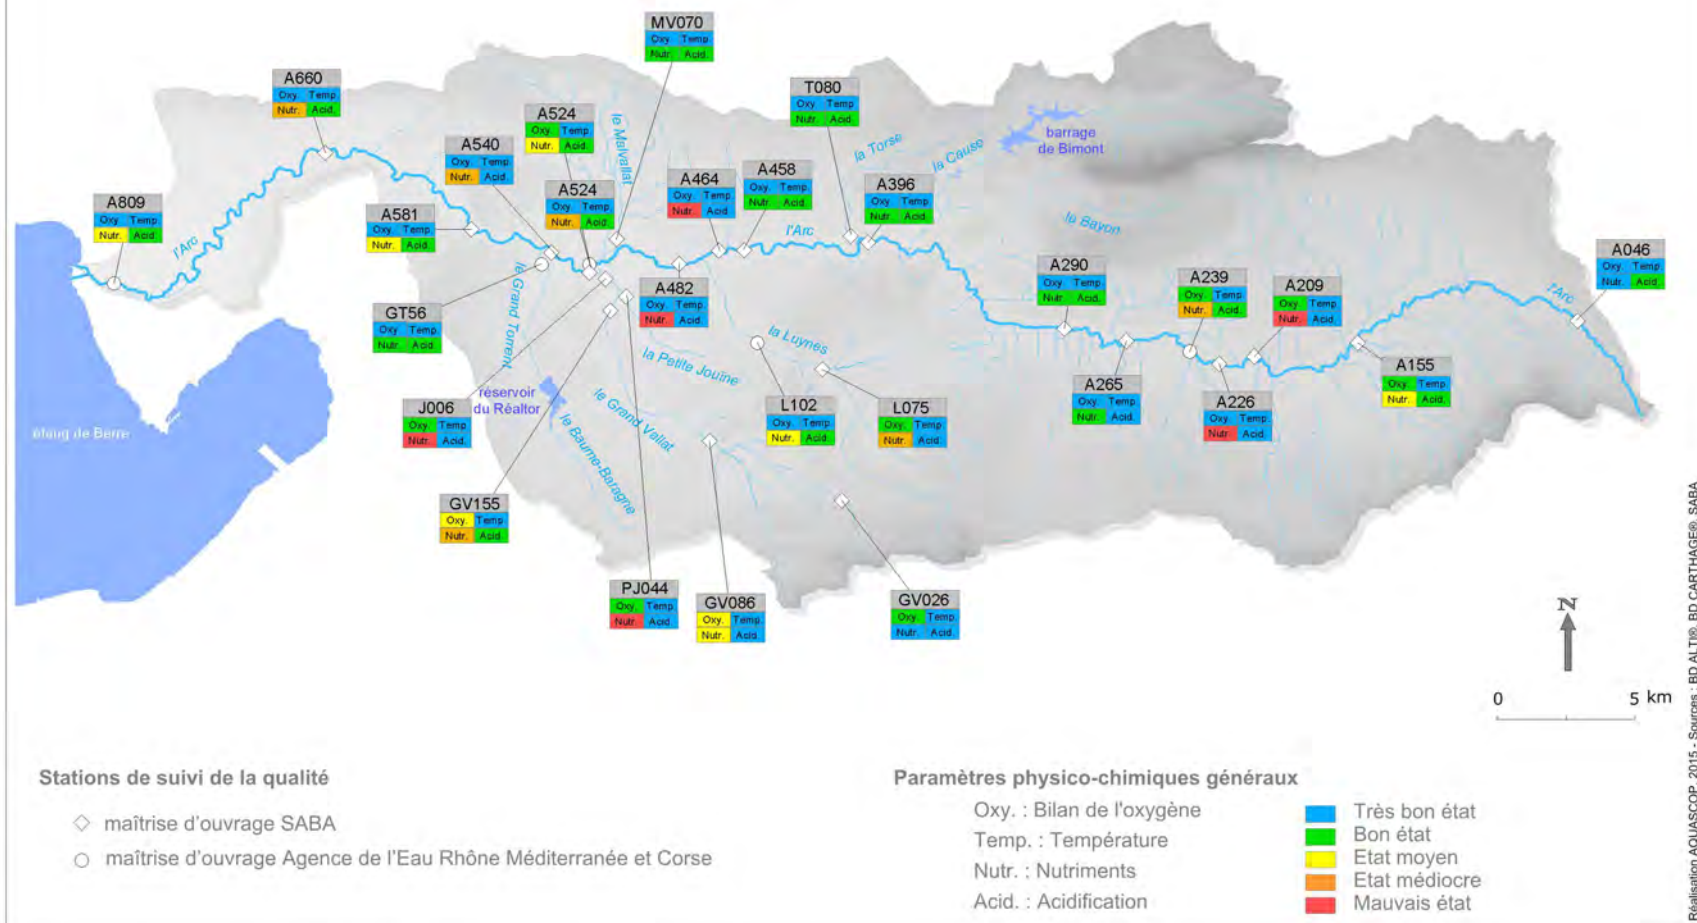 MV070
Oxy. Temp.
Nutr. Acid.
A660
Oxy. Temp.
Nutr. Acid.
A524
Oxy. Temp.
Nutr. Acid.
T080
Oxy. Temp.
Nutr. Acid.
le Malvallat
la Torse
la Cause
barrage
de Bimont
A540
Oxy. Temp.
Nutr. Acid.
A464
Oxy. Temp.
Nutr. Acid.
A458
Oxy. Temp.
Nutr. Acid.
A396
Oxy. Temp.
Nutr. Acid.
A809
Oxy. Temp.
Nutr. Acid.
A581
Oxy. Temp.
Nutr. Acid.
A524
Oxy. Temp.
Nutr. Acid.
l'Arc
l'Arc
le Bayon
A290
Oxy. Temp.
Nutr. Acid.
A239
Oxy. Temp.
Nutr. Acid.
A209
Oxy. Temp.
Nutr. Acid.
A046
Oxy. Temp.
Nutr. Acid.
l'Arc
GT56
Oxy. Temp.
Nutr. Acid.
le Grand Torrent
A482
Oxy. Temp.
Nutr. Acid.
la Luynes
la Petite Jouïne
A265
Oxy. Temp.
Nutr. Acid.
A226
Oxy. Temp.
Nutr. Acid.
A155
Oxy. Temp.
Nutr. Acid.
étang de Berre
J006
Oxy. Temp.
Nutr. Acid.
réservoir
du Réaltor
le Grand Vallat
le Baume-Baragne
L102
Oxy. Temp.
Nutr. Acid.
L075
Oxy. Temp.
Nutr. Acid.
GV155
Oxy. Temp.
Nutr. Acid.
PJ044
Oxy. Temp.
Nutr. Acid.
GV086
Oxy. Temp.
Nutr. Acid.
GV026
Oxy. Temp.
Nutr. Acid.
N
0 5 km
Stations de suivi de la qualité
maîtrise d'ouvrage SABA
maîtrise d'ouvrage Agence de l'Eau Rhône Méditerranée et Corse
Paramètres physico-chimiques généraux
Oxy. : Bilan de l'oxygène
Temp. : Température
Nutr. : Nutriments
Acid. : Acidification
Très bon état
Bon état
Etat moyen
Etat médiocre
Mauvais état
Réalisation AQUASCOP, 2015 - Sources : BD ALTI®, BD CARTHAGE®, SABA